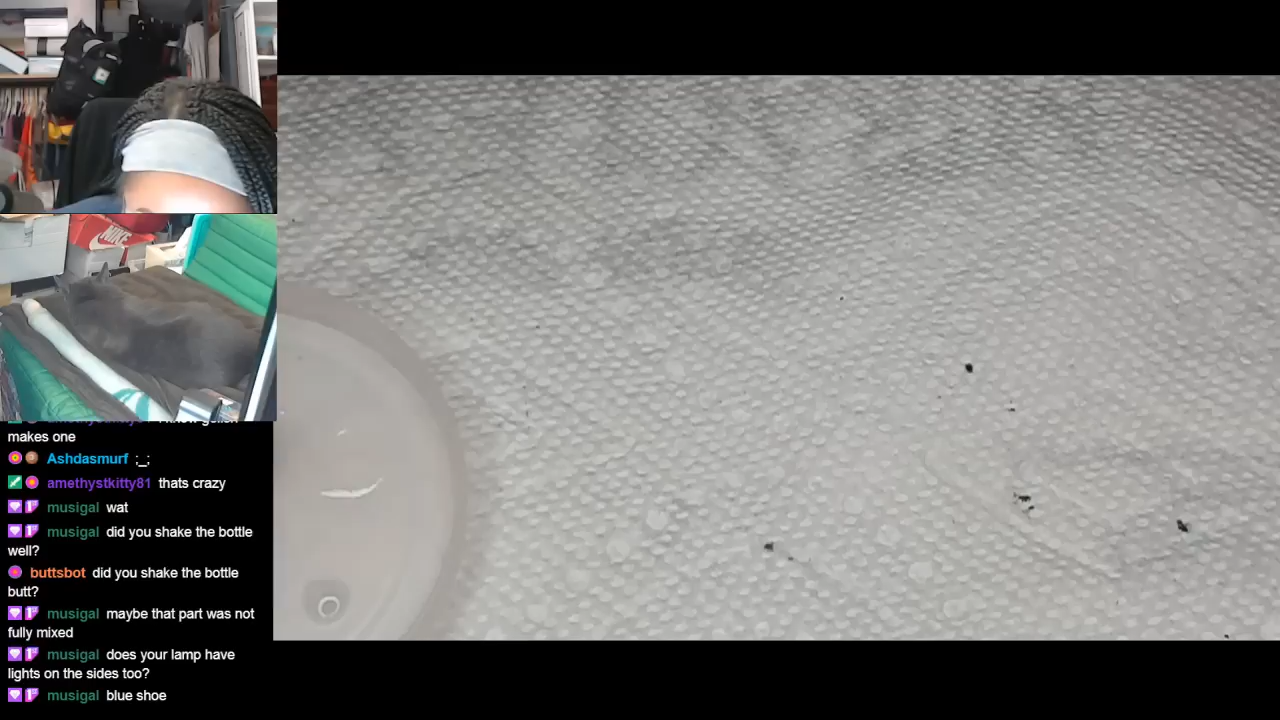 NIKE
makes one
Ashdasmurf ;_;
amethystkitty81 thats crazy
musigal wat
musigal did you shake the bottle
well?
buttsbot did you shake the bottle
butt?
musigal maybe that part was not
fully mixed
musigal does your lamp have
lights on the sides too?
musigal blue shoe